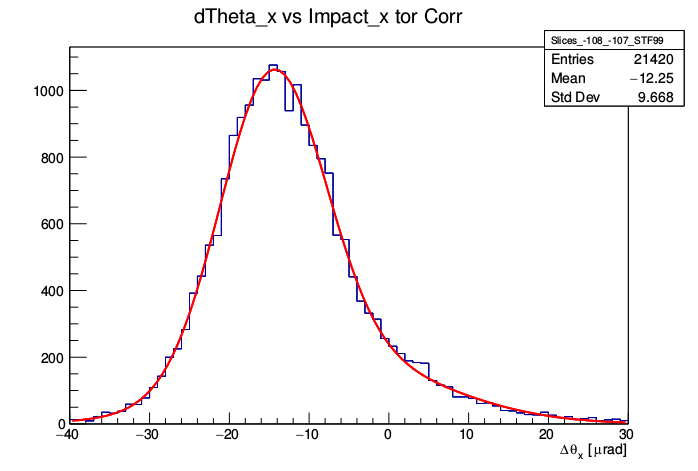 dTheta_x vs Impact_x tor Corr
Slices_-108_-107_STF99
Entries 21420
Mean −12.25
Std Dev 9.668
1000
800
600
400
200
0
−40 −30 −20 −10 0 10 20 30
Δθx [μrad]